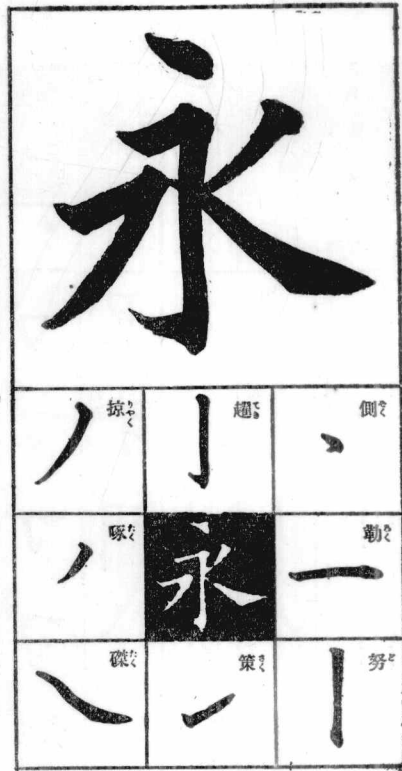 永
側 そく
勒 ろく
努 ど
趯 てき
永
策 さく
掠 りやく
啄 たく
磔 たく